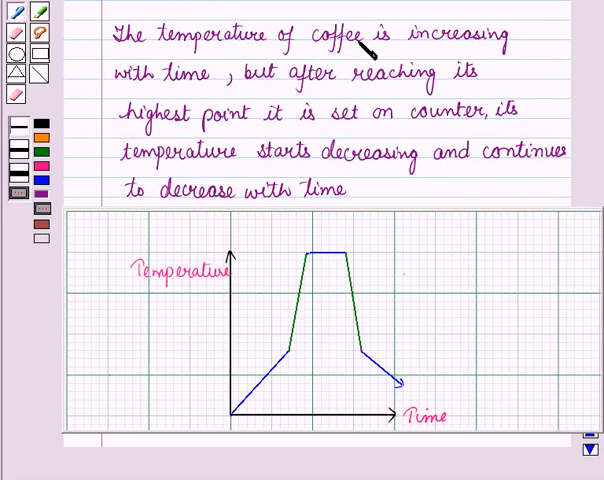 The temperature of coffee is increasing
with time, but after reaching its
highest point it is set on counter, its
temperature starts decreasing and continues
to decrease with time
Temperature
Time